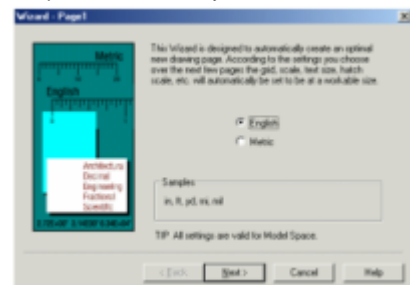 Wizard - Page1
Metric
English
Architectural
Decimal
Engineering
Fractional
Scientific
This Wizard is designed to automatically create an optimal
new drawing page. According to the settings you choose
over the next few pages the grid, scale, text size, hatch
scale, etc. will automatically be set to be at a workable size.
English
Metric
Samples
in, ft, yd, mi, mil
TIP All settings are valid for Model Space.
< Back
Next >
Cancel
Help